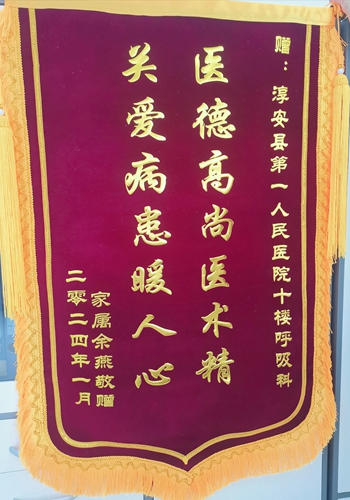 赠：淳安县第一人民医院十楼呼吸科
医德高尚医术精
关爱病患暖人心
家属余燕敬赠
二零二四年一月